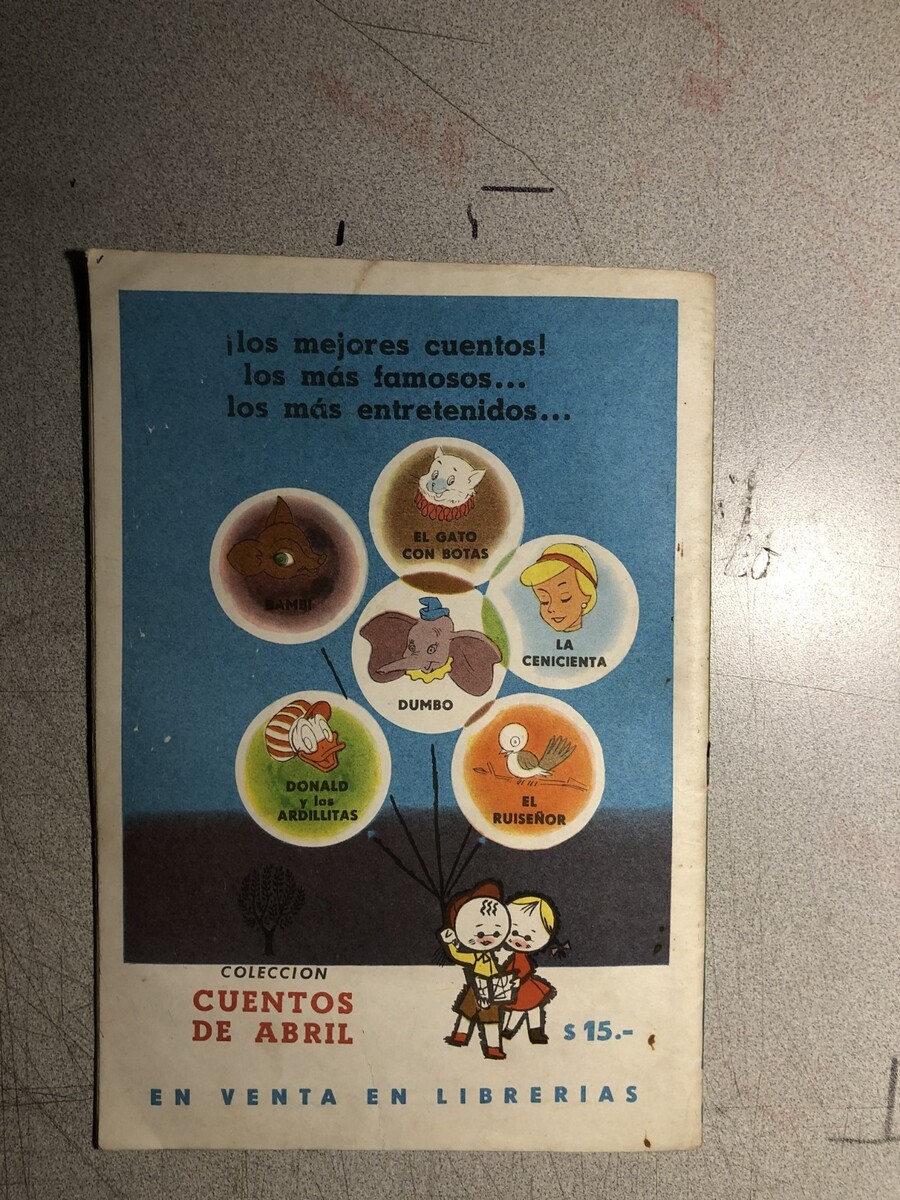 ¡los mejores cuentos!
los más famosos...
los más entretenidos...
EL GATO
CON BOTAS
BAMBI
LA
CENICIENTA
DUMBO
DONALD
y los
ARDILLITAS
EL
RUISEÑOR
COLECCION
CUENTOS
DE ABRIL
$ 15.-
EN VENTA EN LIBRERIAS